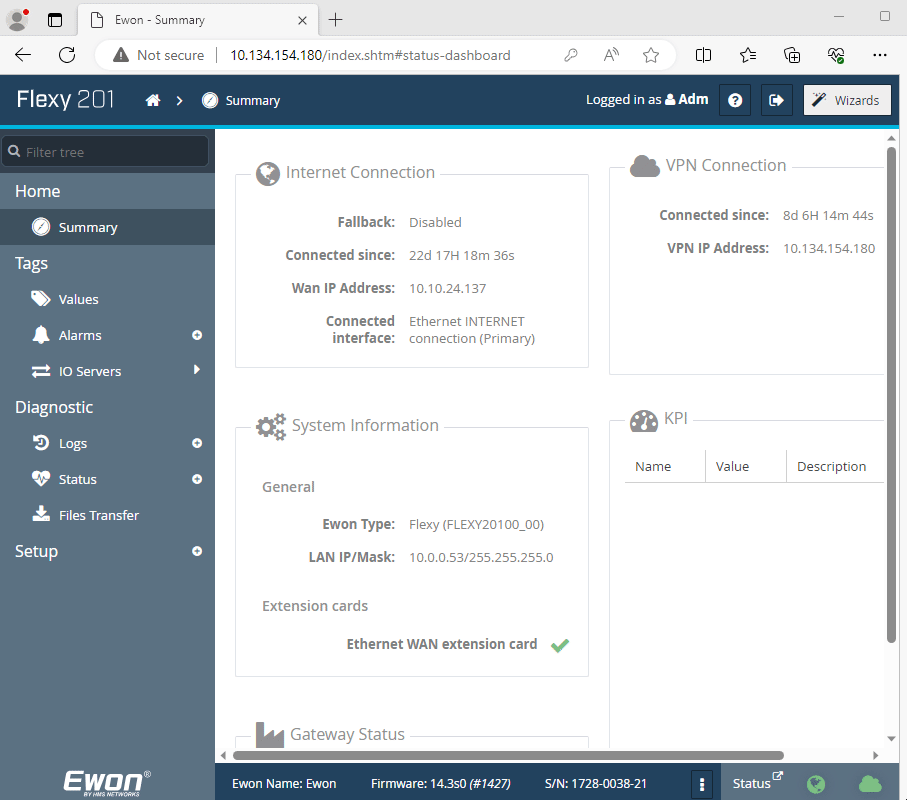 Ewon - Summary
Not secure
10.134.154.180/index.shtm#status-dashboard
Flexy 201
Summary
Logged in as Adm
Wizards
Filter tree
Home
Summary
Tags
Values
Alarms
IO Servers
Diagnostic
Logs
Status
Files Transfer
Setup
Ewon®
BY HMS NETWORKS
Internet Connection
Fallback: Disabled
Connected since: 22d 17H 18m 36s
Wan IP Address: 10.10.24.137
Connected interface: Ethernet INTERNET connection (Primary)
VPN Connection
Connected since: 8d 6H 14m 44s
VPN IP Address: 10.134.154.180
System Information
General
Ewon Type: Flexy (FLEXY20100_00)
LAN IP/Mask: 10.0.0.53/255.255.255.0
Extension cards
Ethernet WAN extension card
KPI
Name Value Description
Gateway Status
Ewon Name: Ewon Firmware: 14.3s0 (#1427) S/N: 1728-0038-21 Status